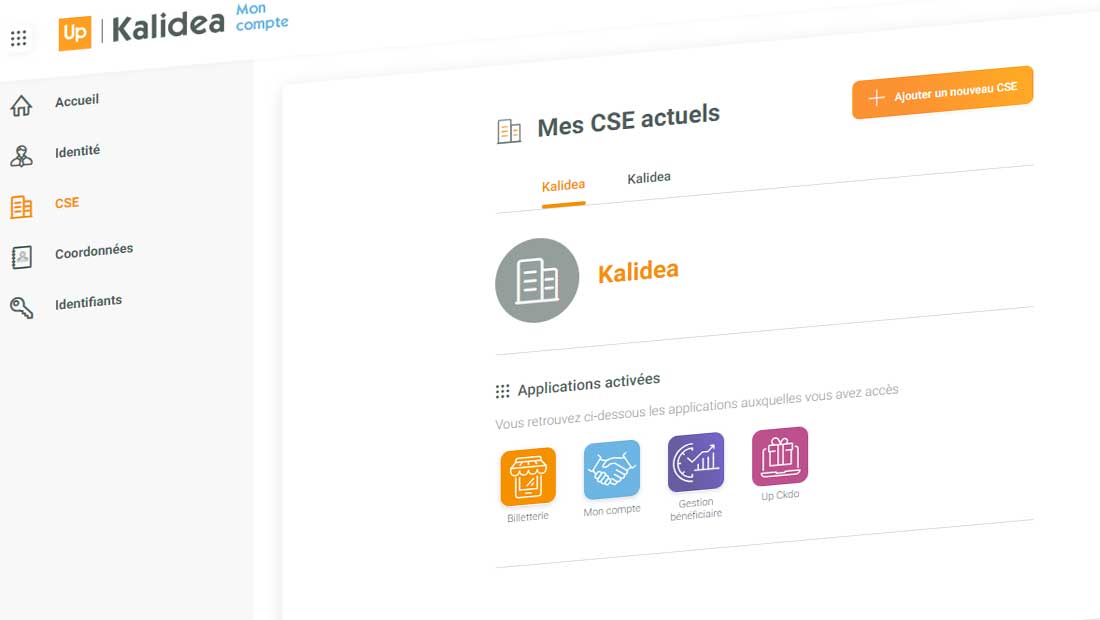 Up | Kalidea
Mon
compte
Accueil
Identité
CSE
Coordonnées
Identifiants
Mes CSE actuels
Ajouter un nouveau CSE
Kalidea
Kalidea
Kalidea
Applications activées
Vous retrouvez ci-dessous les applications auxquelles vous avez accès
Billetterie
Mon compte
Gestion
bénéficiaire
Up Ckdo